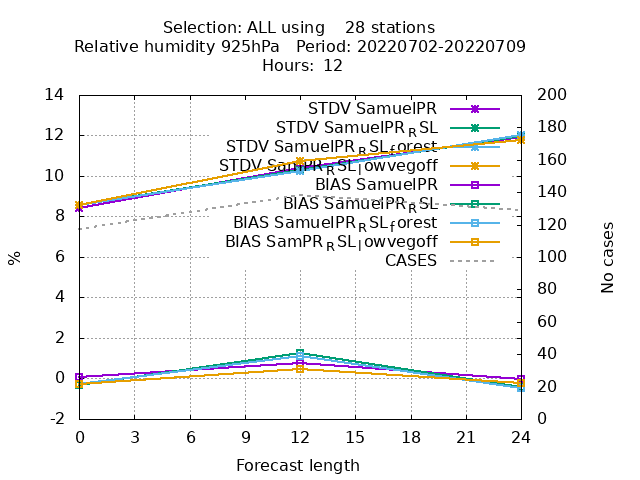 Selection: ALL using 28 stations
Relative humidity 925hPa Period: 20220702-20220709
Hours: 12
STDV SamuelPR
STDV SamuelPR_RSL
STDV SamuelPR_RSL_forest
STDV SamPR_RSL_lowvegoff
BIAS SamuelPR
BIAS SamuelPR_RSL
BIAS SamuelPR_RSL_forest
BIAS SamPR_RSL_lowvegoff
CASES
14
12
10
8
6
4
2
0
-2
%
200
180
160
140
120
100
80
60
40
20
0
No cases
0 3 6 9 12 15 18 21 24
Forecast length